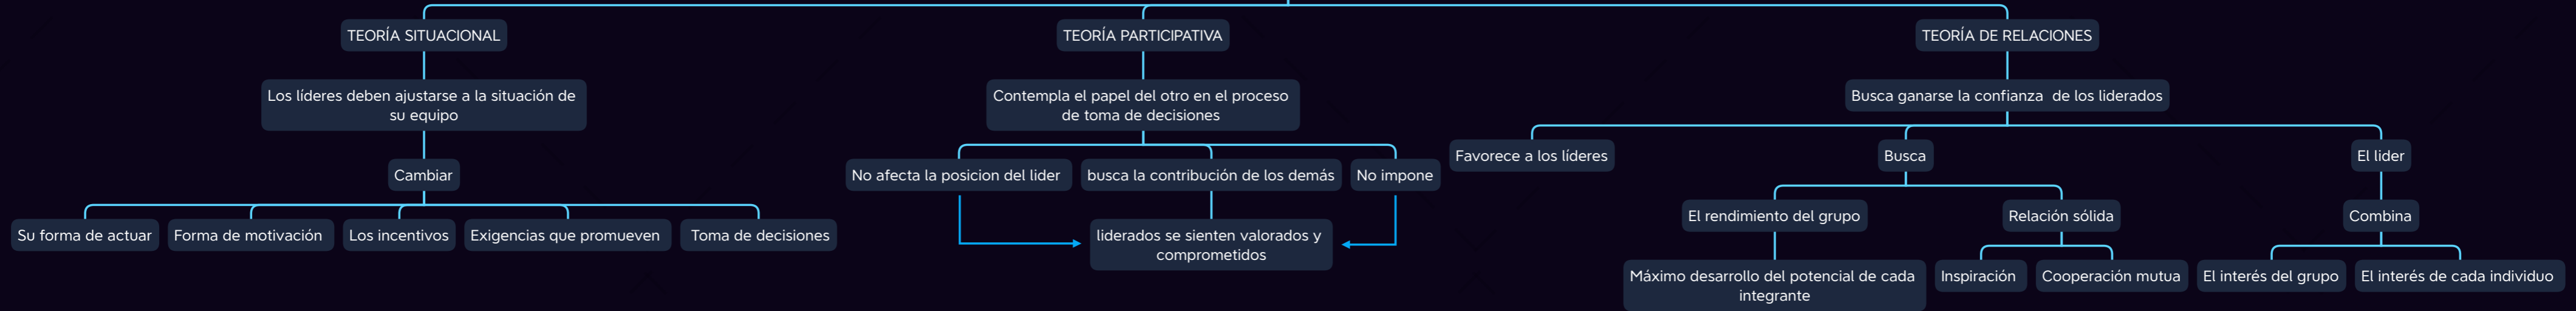 TEORÍA SITUACIONAL
Los líderes deben ajustarse a la situación de
su equipo
Cambiar
Su forma de actuar
Forma de motivación
Los incentivos
Exigencias que promueven
Toma de decisiones
TEORÍA PARTICIPATIVA
Contempla el papel del otro en el proceso
de toma de decisiones
No afecta la posicion del lider
busca la contribución de los demás
No impone
liderados se sienten valorados y
comprometidos
TEORÍA DE RELACIONES
Busca ganarse la confianza  de los liderados
Favorece a los líderes
Busca
El rendimiento del grupo
Máximo desarrollo del potencial de cada
integrante
Relación sólida
Inspiración
Cooperación mutua
El lider
Combina
El interés del grupo
El interés de cada individuo